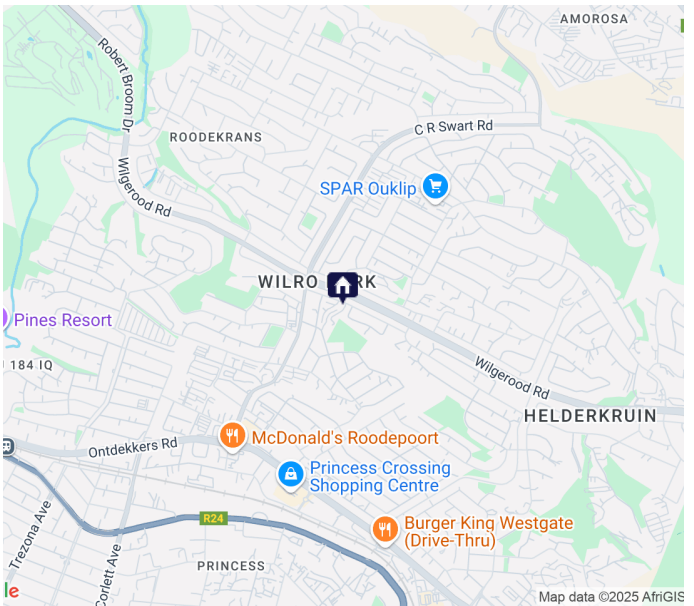 AMOROSA
Robert Broom Dr
C R Swart Rd
ROODEKRANS
Wilgerood Rd
SPAR Ouklip
WILRO
Pines Resort
184 IQ
Wilgerood Rd
HELDERKRUIN
McDonald's Roodepoort
Ontdekkers Rd
Princess Crossing
Shopping Centre
R24
Burger King Westgate
(Drive-Thru)
Trezona Ave
Corlett Ave
PRINCESS
Map data ©2025 AfriGIS